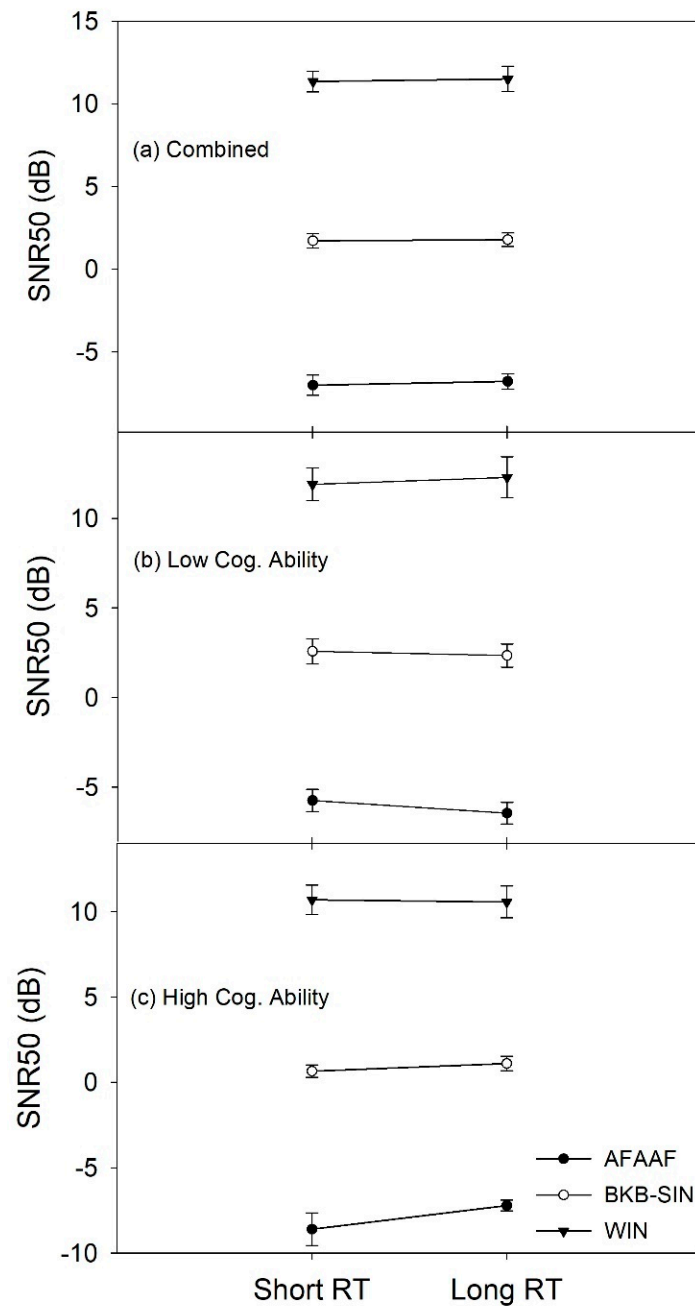 15
10
5
0
-5
SNR50 (dB)
(a) Combined
10
5
0
-5
SNR50 (dB)
(b) Low Cog. Ability
10
5
0
-5
-10
SNR50 (dB)
(c) High Cog. Ability
AFAAF
BKB-SIN
WIN
Short RT Long RT